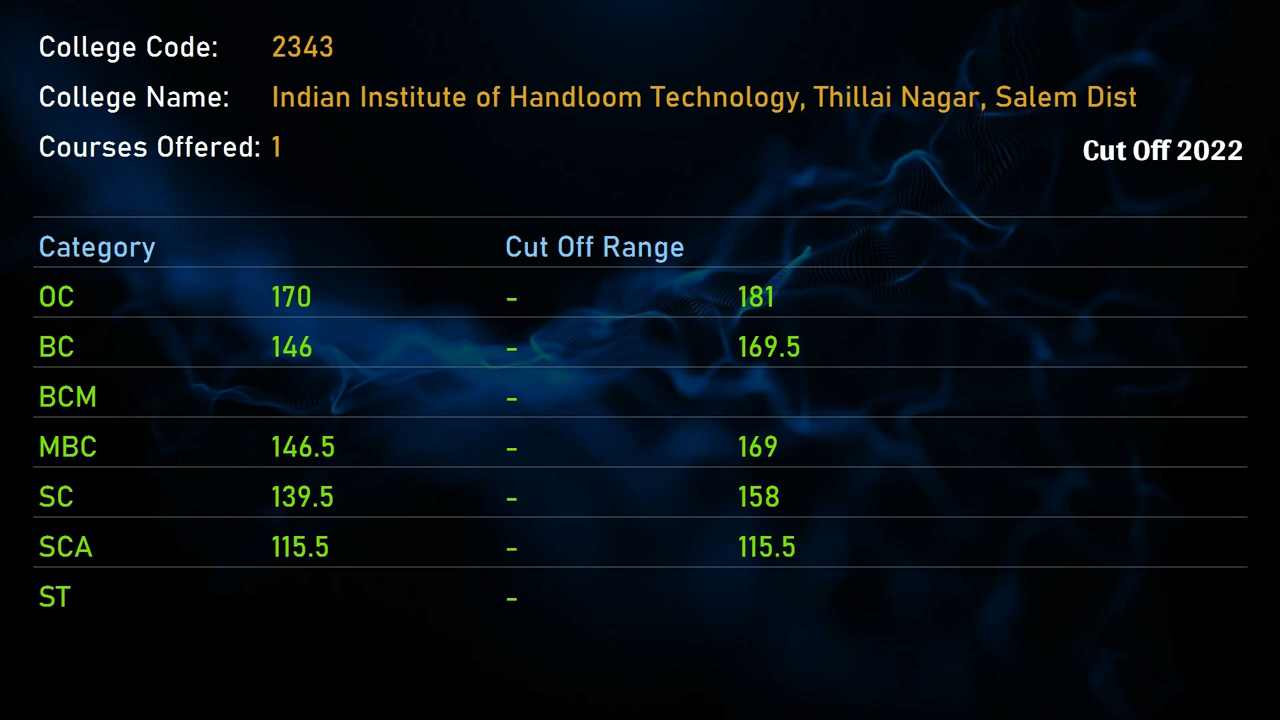 College Code: 2343
College Name: Indian Institute of Handloom Technology, Thillai Nagar, Salem Dist
Courses Offered: 1
Cut Off 2022
Category Cut Off Range
OC 170 - 181
BC 146 - 169.5
BCM -
MBC 146.5 - 169
SC 139.5 - 158
SCA 115.5 - 115.5
ST -